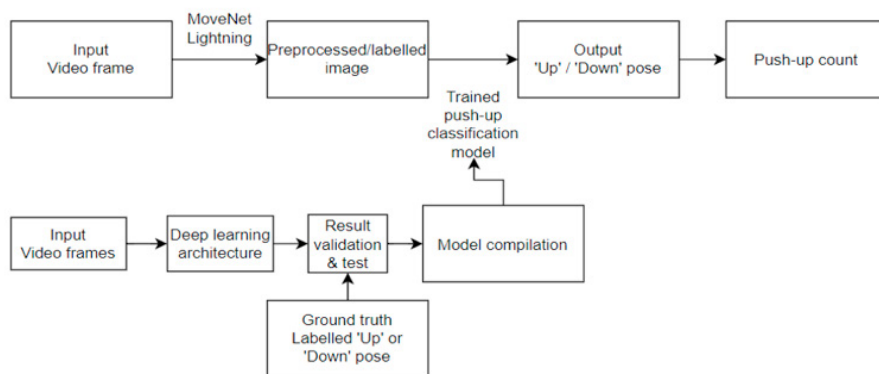 MoveNet
Lightning
Input
Video frame
Preprocessed/labelled
image
Output
'Up' / 'Down' pose
Push-up count
Trained
push-up
classification
model
Input
Video frames
Deep learning
architecture
Result
validation
& test
Model compilation
Ground truth
Labelled 'Up' or
'Down' pose